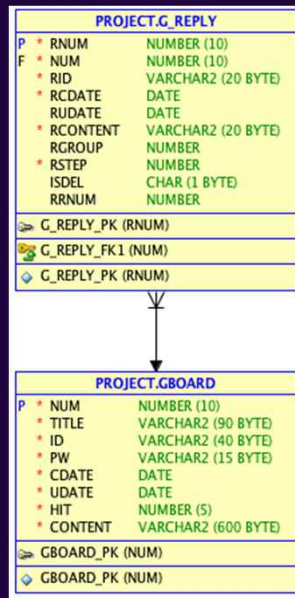 PROJECT.G_REPLY
P * RNUM NUMBER (10)
F * NUM NUMBER (10)
* RID VARCHAR2 (20 BYTE)
* RCDATE DATE
RUDATE DATE
* RCONTENT VARCHAR2 (20 BYTE)
RGROUP NUMBER
* RSTEP NUMBER
ISDEL CHAR (1 BYTE)
RRNUM NUMBER
G_REPLY_PK (RNUM)
G_REPLY_FK1 (NUM)
G_REPLY_PK (RNUM)
PROJECT.GBOARD
P * NUM NUMBER (10)
* TITLE VARCHAR2 (90 BYTE)
* ID VARCHAR2 (40 BYTE)
* PW VARCHAR2 (15 BYTE)
* CDATE DATE
* UDATE DATE
* HIT NUMBER (5)
* CONTENT VARCHAR2 (600 BYTE)
GBOARD_PK (NUM)
GBOARD_PK (NUM)